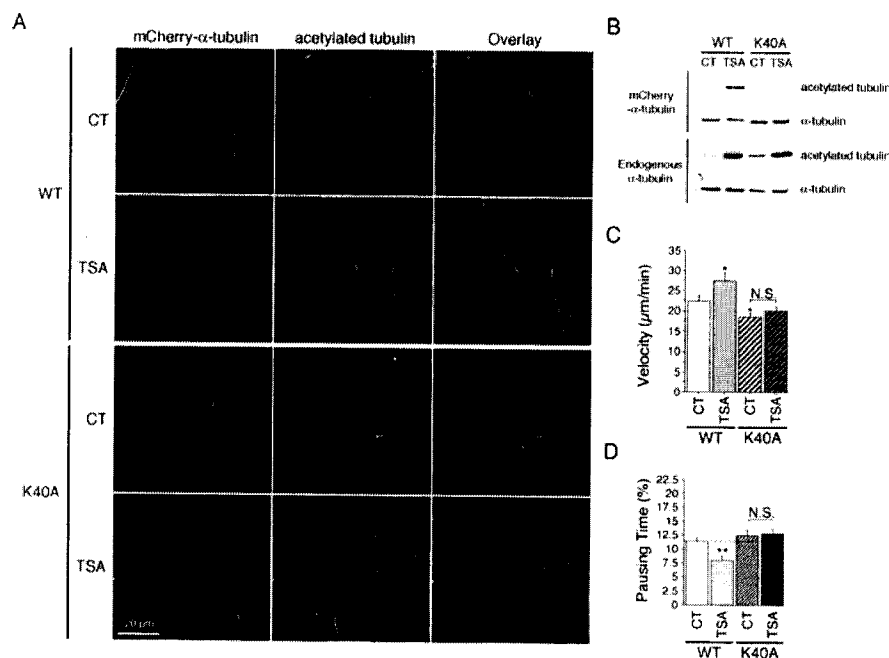 A
mCherry-α-tubulin acetylated tubulin Overlay
WT
CT
TSA
K40A
CT
TSA
20 μm
B
WT K40A
CT TSA CT TSA
mCherry
-α-tubulin
acetylated tubulin
α-tubulin
Endogenous
α-tubulin
acetylated tubulin
α-tubulin
C
Velocity (μm/min)
35
30
25
20
15
10
5
0
*
*
N.S.
CT TSA CT TSA
WT K40A
D
Pausing Time (%)
22.5
20
17.5
15
12.5
10
7.5
5
2.5
0
**
N.S.
CT TSA CT TSA
WT K40A